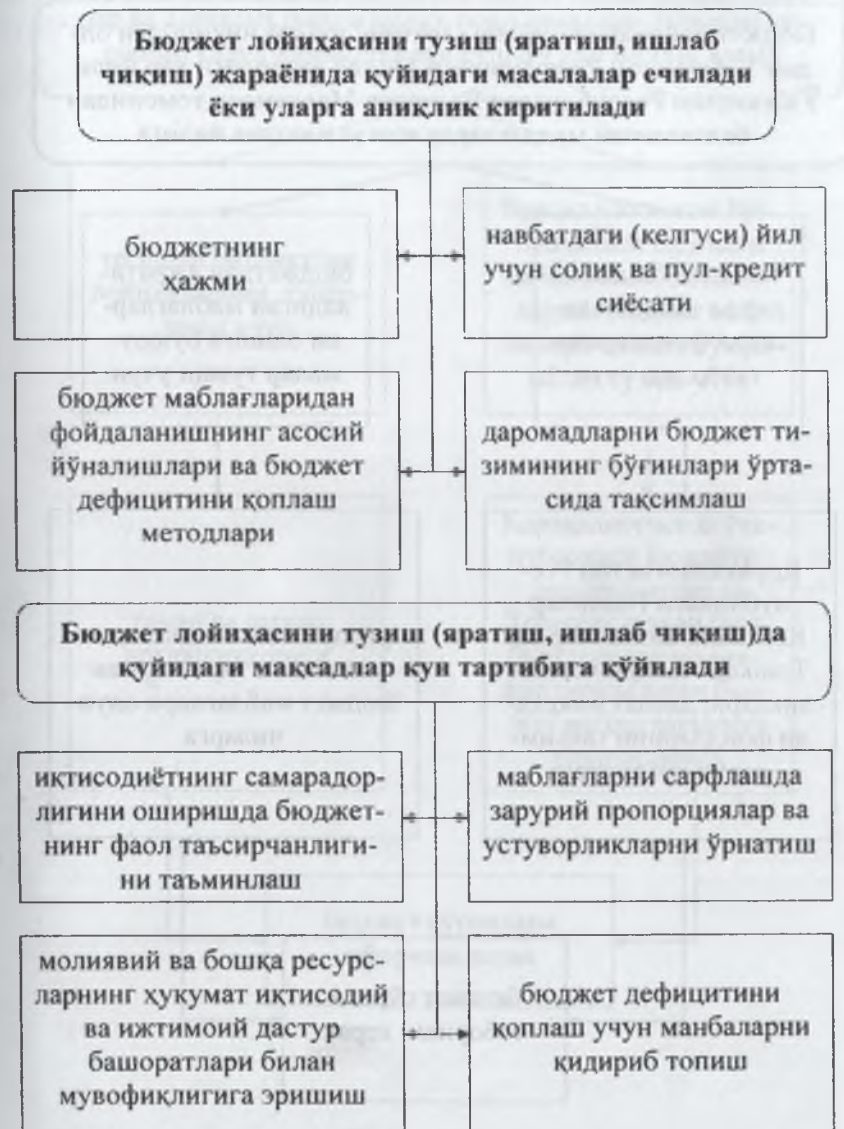 Бюджет лойиҳасини тузиш (яратиш, ишлаб
чиқиш) жараёнида қуйидаги масалалар ечилади
ёки уларга аниқлик киритилади
бюджетнинг
ҳажми
навбатдаги (келгуси) йил
учун солиқ ва пул-кредит
сиёсати
бюджет маблағларидан
фойдаланишнинг асосий
йўналишлари ва бюджет
дефицитини қоплаш
методлари
даромадларни бюджет ти-
зимининг бўғинлари ўрта-
сида тақсимлаш
Бюджет лойиҳасини тузиш (яратиш, ишлаб чиқиш)да
қуйидаги мақсадлар кун тартибига қўйилади
иқтисодиётнинг самарадор-
лигини оширишда бюджет-
нинг фаол таъсирчанлиги-
ни таъминлаш
маблағларни сарфлашда
зарурий пропорциялар ва
устуворликларни ўрнатиш
молиявий ва бошқа ресурс-
ларнинг ҳукумат иқтисодий
ва ижтимоий дастур
башоратлари билан
мувофиқлигига эришиш
бюджет дефицитини
қоплаш учун манбаларни
қидириб топиш